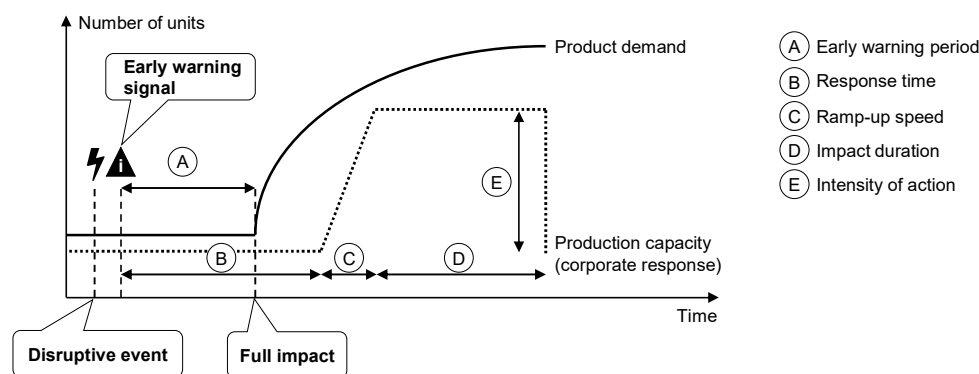 Number of units
Early warning
signal
Product demand
i
A
E
Production capacity
(corporate response)
B
C
D
Time
Disruptive event
Full impact
A Early warning period
B Response time
C Ramp-up speed
D Impact duration
E Intensity of action